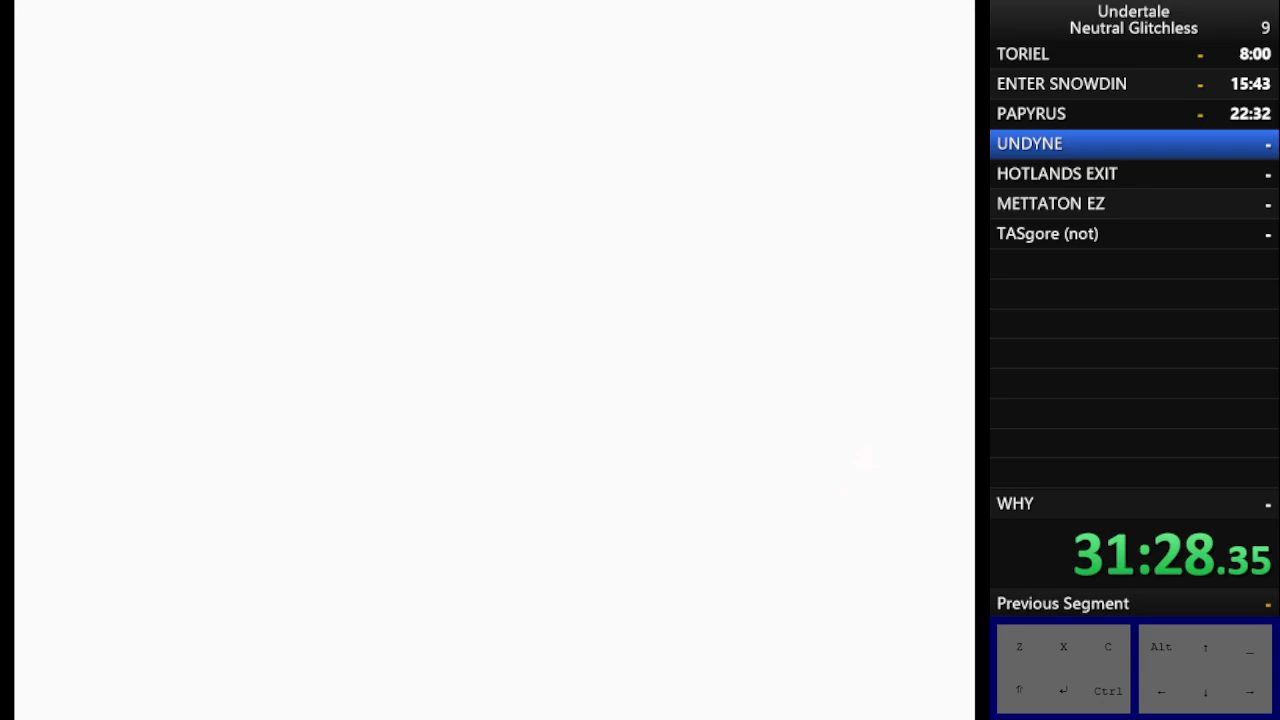 Undertale
Neutral Glitchless 9
TORIEL - 8:00
ENTER SNOWDIN - 15:43
PAPYRUS - 22:32
UNDYNE -
HOTLANDS EXIT -
METTATON EZ -
TASgore (not) -
WHY -
31:28.35
Previous Segment -
Z X C Alt ↑ _
⇧ ↵ Ctrl ← ↓ →